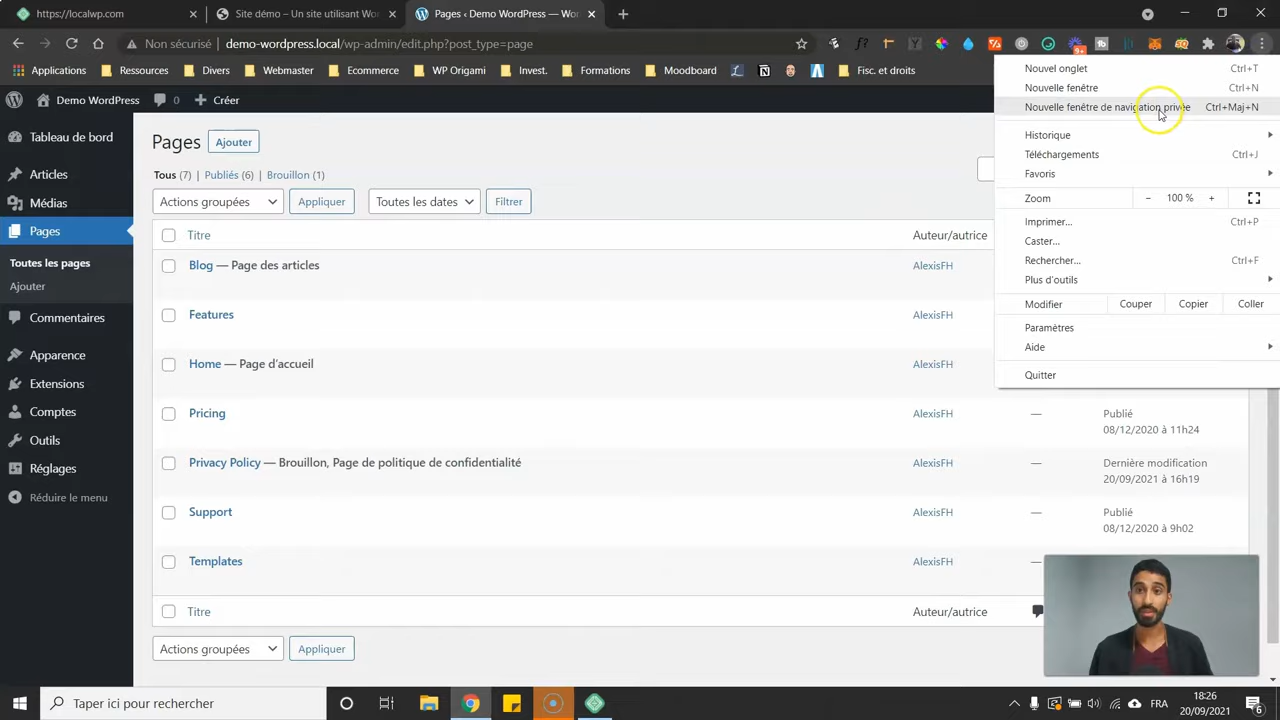 https://localwp.com
Site démo – Un site utilisant W
Pages ‹ Démo WordPress — Wo
Non sécurisé
demo-wordpress.local/wp-admin/edit.php?post_type=page
9+
Applications
Ressources
Divers
Webmaster
Ecommerce
WP Origami
Invest
Formations
Moodboard
Fisc. et droits
Nouvel onglet Ctrl+T
Nouvelle fenêtre Ctrl+N
Nouvelle fenêtre de navigation privée Ctrl+Maj+N
Historique
Téléchargements Ctrl+J
Favoris
Zoom - 100 % +
Imprimer... Ctrl+P
Caster...
Rechercher... Ctrl+F
Plus d'outils
Modifier Couper Copier Coller
Paramètres
Aide
Quitter
Demo WordPress 0 Créer
Tableau de bord
Articles
Médias
Pages
Toutes les pages
Ajouter
Commentaires
Apparence
Extensions
Comptes
Outils
Réglages
Réduire le menu
Pages Ajouter
Tous (7) | Publiés (6) | Brouillon (1)
Actions groupées Appliquer Toutes les dates Filtrer
Titre Auteur/autrice
Blog — Page des articles AlexisFH
Features AlexisFH
Home — Page d'accueil AlexisFH
Pricing AlexisFH — Publié
08/12/2020 à 11h24
Privacy Policy — Brouillon, Page de politique de confidentialité AlexisFH — Dernière modification
20/09/2021 à 16h19
Support AlexisFH — Publié
08/12/2020 à 9h02
Templates AlexisFH —
Titre Auteur/autrice
Actions groupées Appliquer
Taper ici pour rechercher
FRA
18:26
20/09/2021
6